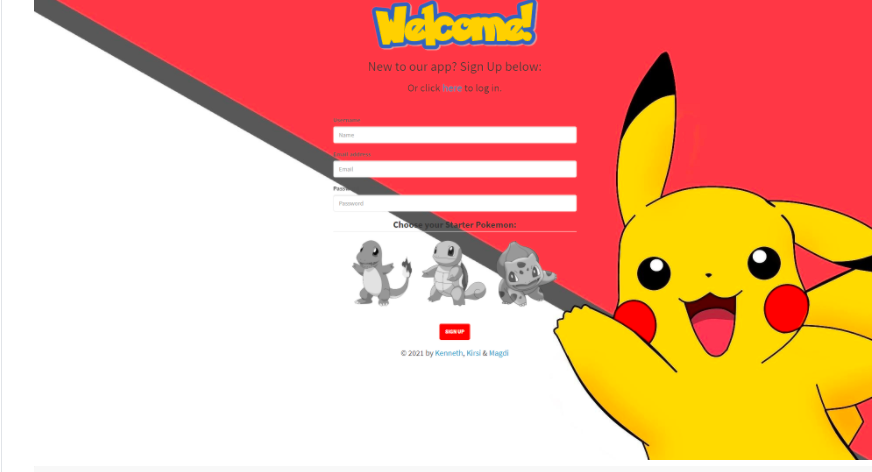 Welcome!
New to our app? Sign Up below:
Or click here to log in.
Username:
Name
Email address:
Email
Passw
Password
Choose your Starter Pokemon:
SIGN UP
© 2021 by Kenneth, Kirsi & Magdi